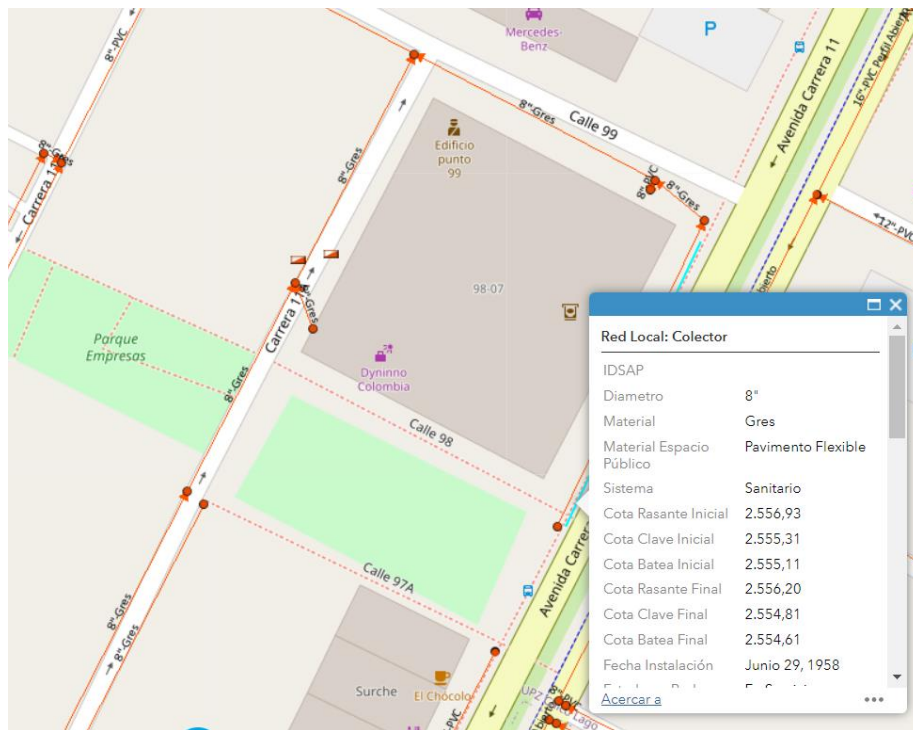 8"-PVC
Mercedes-
Benz
P
Avenida Carrera 11
16"-PVC Perfil Abierto
8"-Gres
Calle 99
Edificio
punto
99
8"-Gres
8"-PVC
8"-Gres
12"-PVC
98-07
Carrera 11A
Parque
Empresas
8"-Gres
Dyninno
Colombia
Calle 98
Avenida Carrera
Calle 97A
8"-Gres
8"-Gres
Surche
El Chócolo
Red Local: Colector
IDSAP
Diametro 8"
Material Gres
Material Espacio Pavimento Flexible
Público
Sistema Sanitario
Cota Rasante Inicial 2.556,93
Cota Clave Inicial 2.555,31
Cota Batea Inicial 2.555,11
Cota Rasante Final 2.556,20
Cota Clave Final 2.554,81
Cota Batea Final 2.554,61
Fecha Instalación Junio 29, 1958
Acercar a